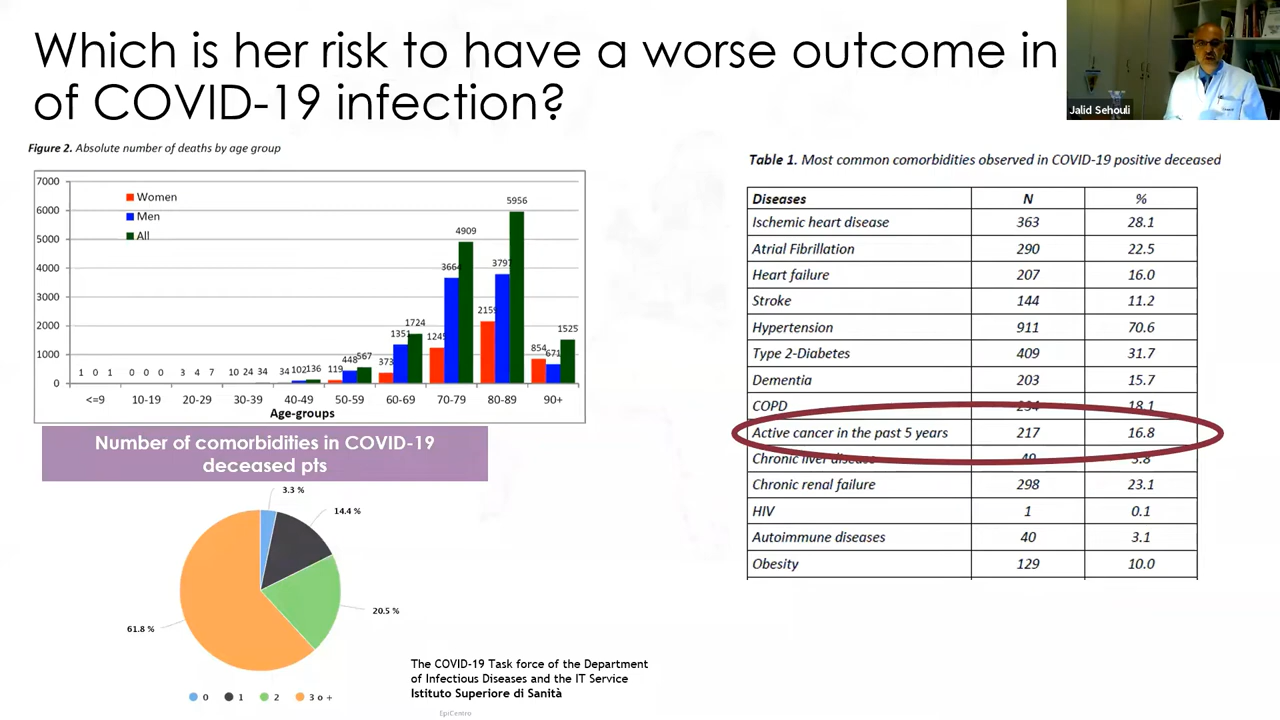 Which is her risk to have a worse outcome in
of COVID-19 infection?
Jalid Sehouli
Figure 2. Absolute number of deaths by age group
7000
6000
5000
4000
3000
2000
1000
0
Women
Men
All
1 0 1
0 0 0
3 4 7
10 24 34
34 102 136
119 448 567
373 1351 1724
1245 3664 4909
2159 3797 5956
854 671 1525
<=9 10-19 20-29 30-39 40-49 50-59 60-69 70-79 80-89 90+
Age-groups
Number of comorbidities in COVID-19
deceased pts
3.3 %
14.4 %
20.5 %
61.8 %
0 1 2 3 o +
The COVID-19 Task force of the Department
of Infectious Diseases and the IT Service
Istituto Superiore di Sanità
EpiCentro
Table 1. Most common comorbidities observed in COVID-19 positive deceased
Diseases N %
Ischemic heart disease 363 28.1
Atrial Fibrillation 290 22.5
Heart failure 207 16.0
Stroke 144 11.2
Hypertension 911 70.6
Type 2-Diabetes 409 31.7
Dementia 203 15.7
COPD 234 18.1
Active cancer in the past 5 years 217 16.8
Chronic liver disease 49 3.8
Chronic renal failure 298 23.1
HIV 1 0.1
Autoimmune diseases 40 3.1
Obesity 129 10.0